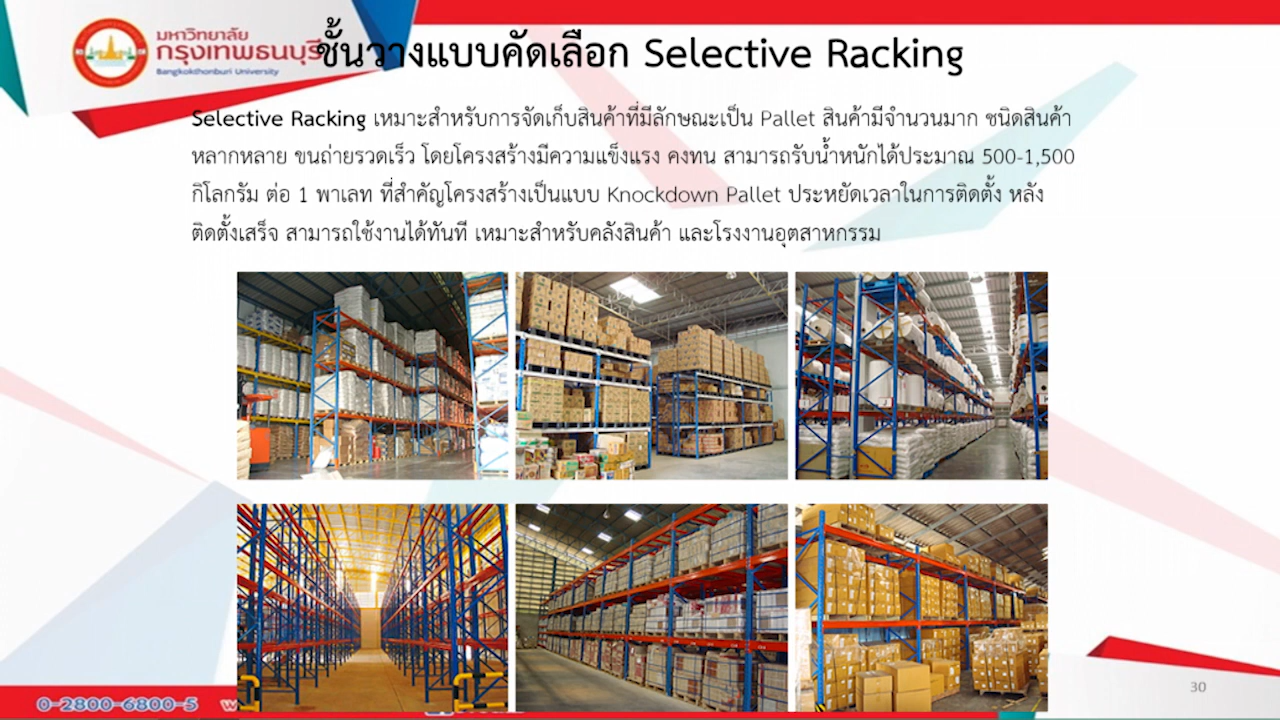 มหาวิทยาลัย
กรุงเทพธนบุรี
Bangkokthonburi University
ชั้นวางแบบคัดเลือก Selective Racking
Selective Racking เหมาะสำหรับการจัดเก็บสินค้าที่มีลักษณะเป็น Pallet สินค้ามีจำนวนมาก ชนิดสินค้า
หลากหลาย ขนถ่ายรวดเร็ว โดยโครงสร้างมีความแข็งแรง คงทน สามารถรับน้ำหนักได้ประมาณ 500-1,500
กิโลกรัม ต่อ 1 พาเลท ที่สำคัญโครงสร้างเป็นแบบ Knockdown Pallet ประหยัดเวลาในการติดตั้ง หลัง
ติดตั้งเสร็จ สามารถใช้งานได้ทันที เหมาะสำหรับคลังสินค้า และโรงงานอุตสาหกรรม
30
0-2800-6800-5